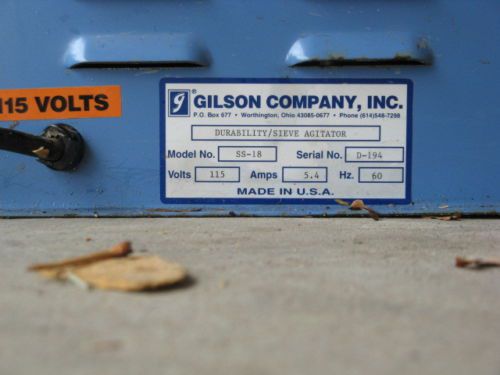 115 VOLTS
g GILSON COMPANY, INC.
P.O. Box 677 • Worthington, Ohio 43085-0677 • Phone (614)548-7298
DURABILITY/SIEVE AGITATOR
Model No. SS-18 Serial No. D-194
Volts 115 Amps 5.4 Hz. 60
MADE IN U.S.A.